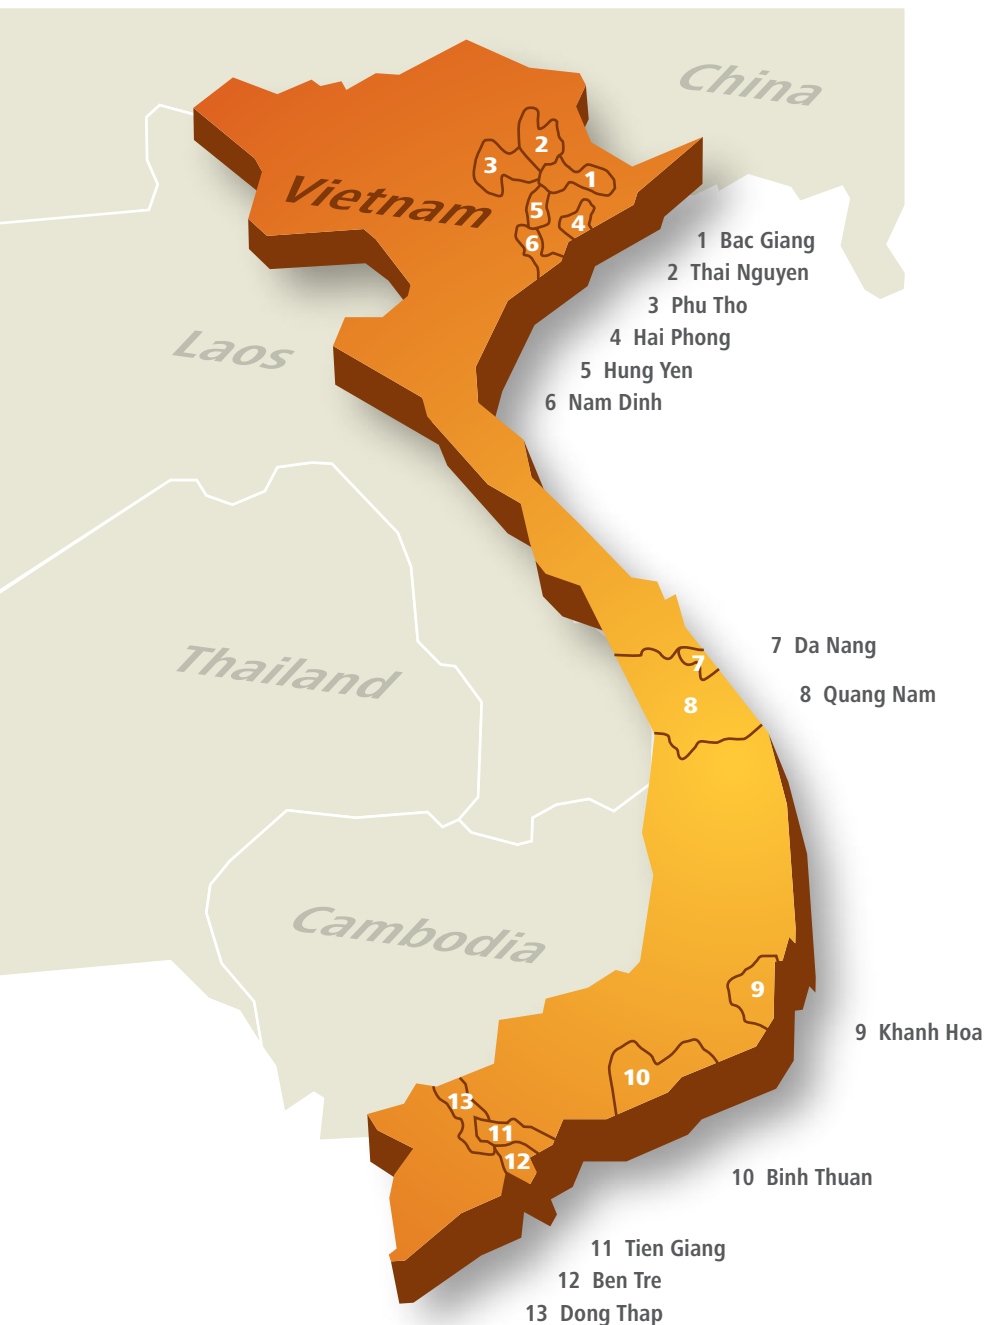 China
2
3
1
Vietnam
5
4
6
1 Bac Giang
2 Thai Nguyen
3 Phu Tho
4 Hai Phong
5 Hung Yen
6 Nam Dinh
Laos
7 Da Nang
7
Thailand
8 Quang Nam
8
Cambodia
9
9 Khanh Hoa
10
13
11
12
10 Binh Thuan
11 Tien Giang
12 Ben Tre
13 Dong Thap